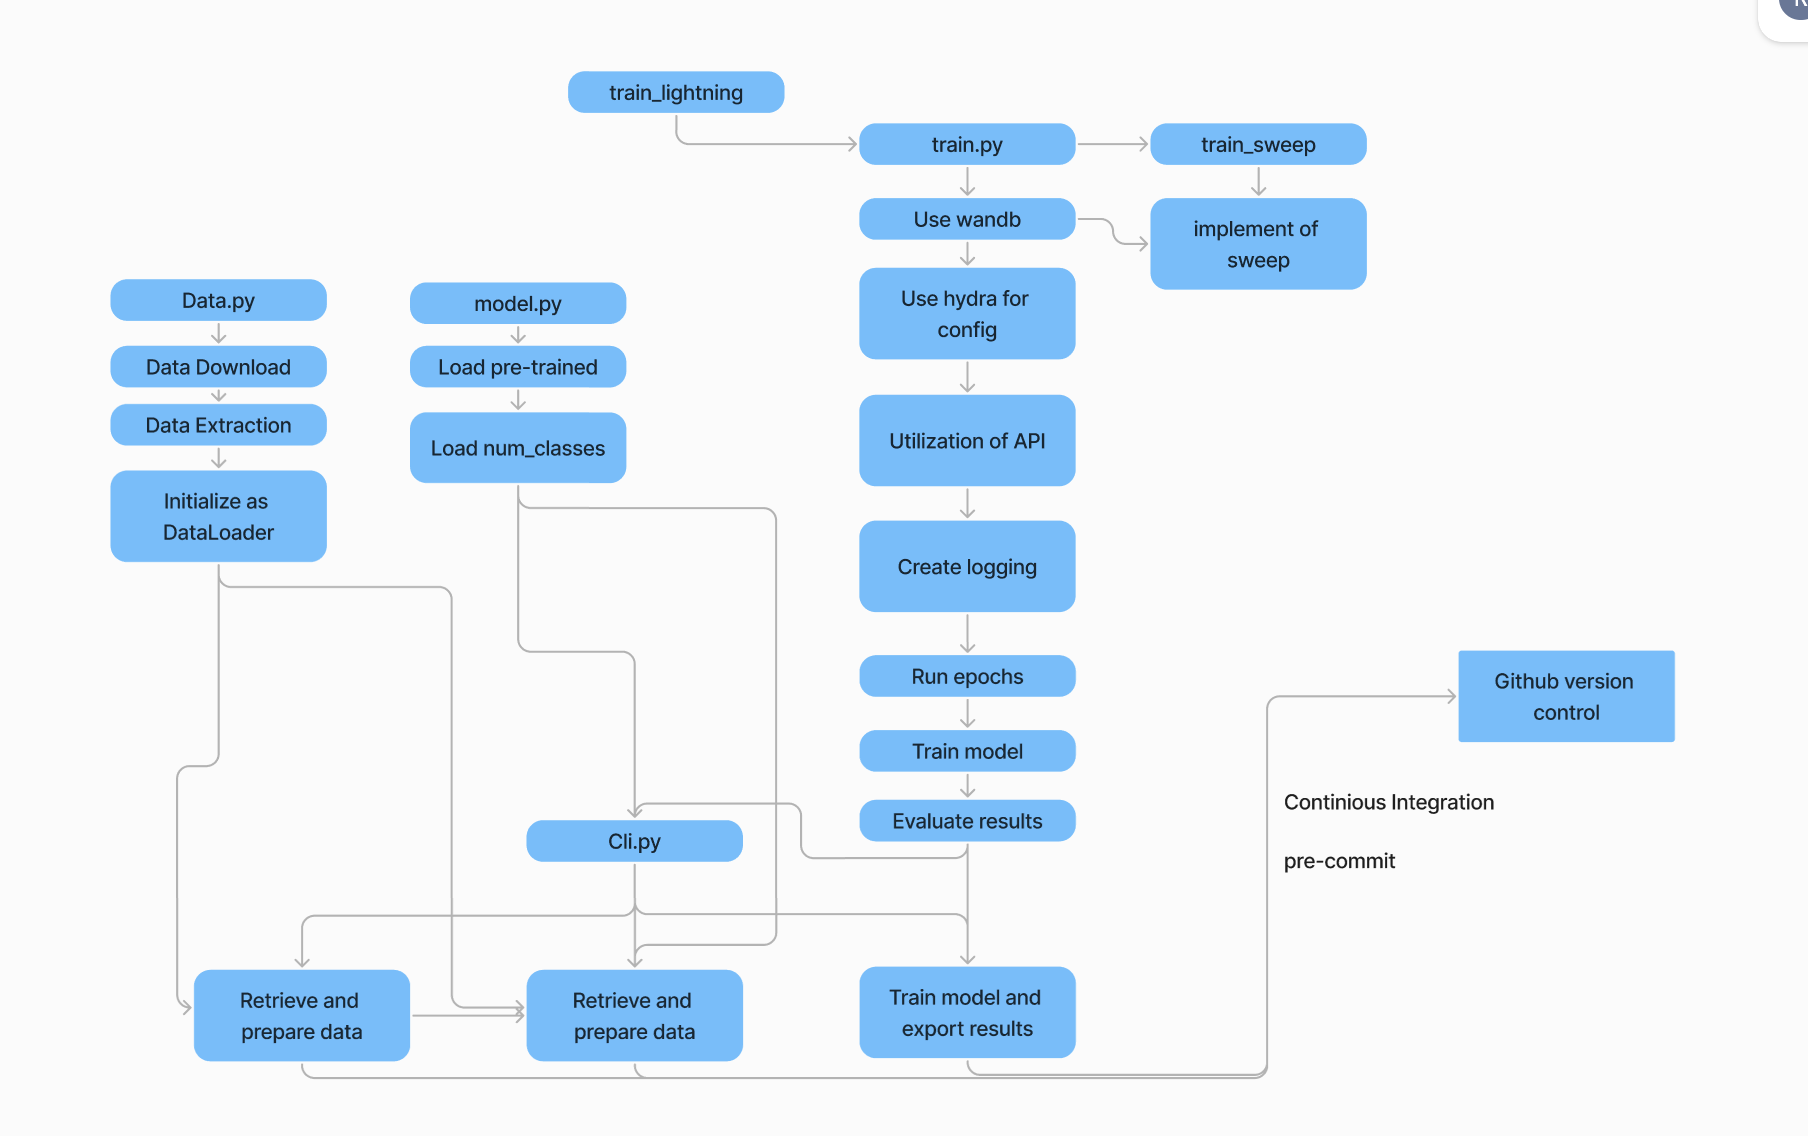 train_lightning
train.py
train_sweep
Use wandb
implement of
sweep
Use hydra for
config
Data.py
model.py
Data Download
Load pre-trained
Data Extraction
Load num_classes
Utilization of API
Initialize as
DataLoader
Create logging
Run epochs
Github version
control
Train model
Continious Integration
Evaluate results
Cli.py
pre-commit
Retrieve and
prepare data
Retrieve and
prepare data
Train model and
export results